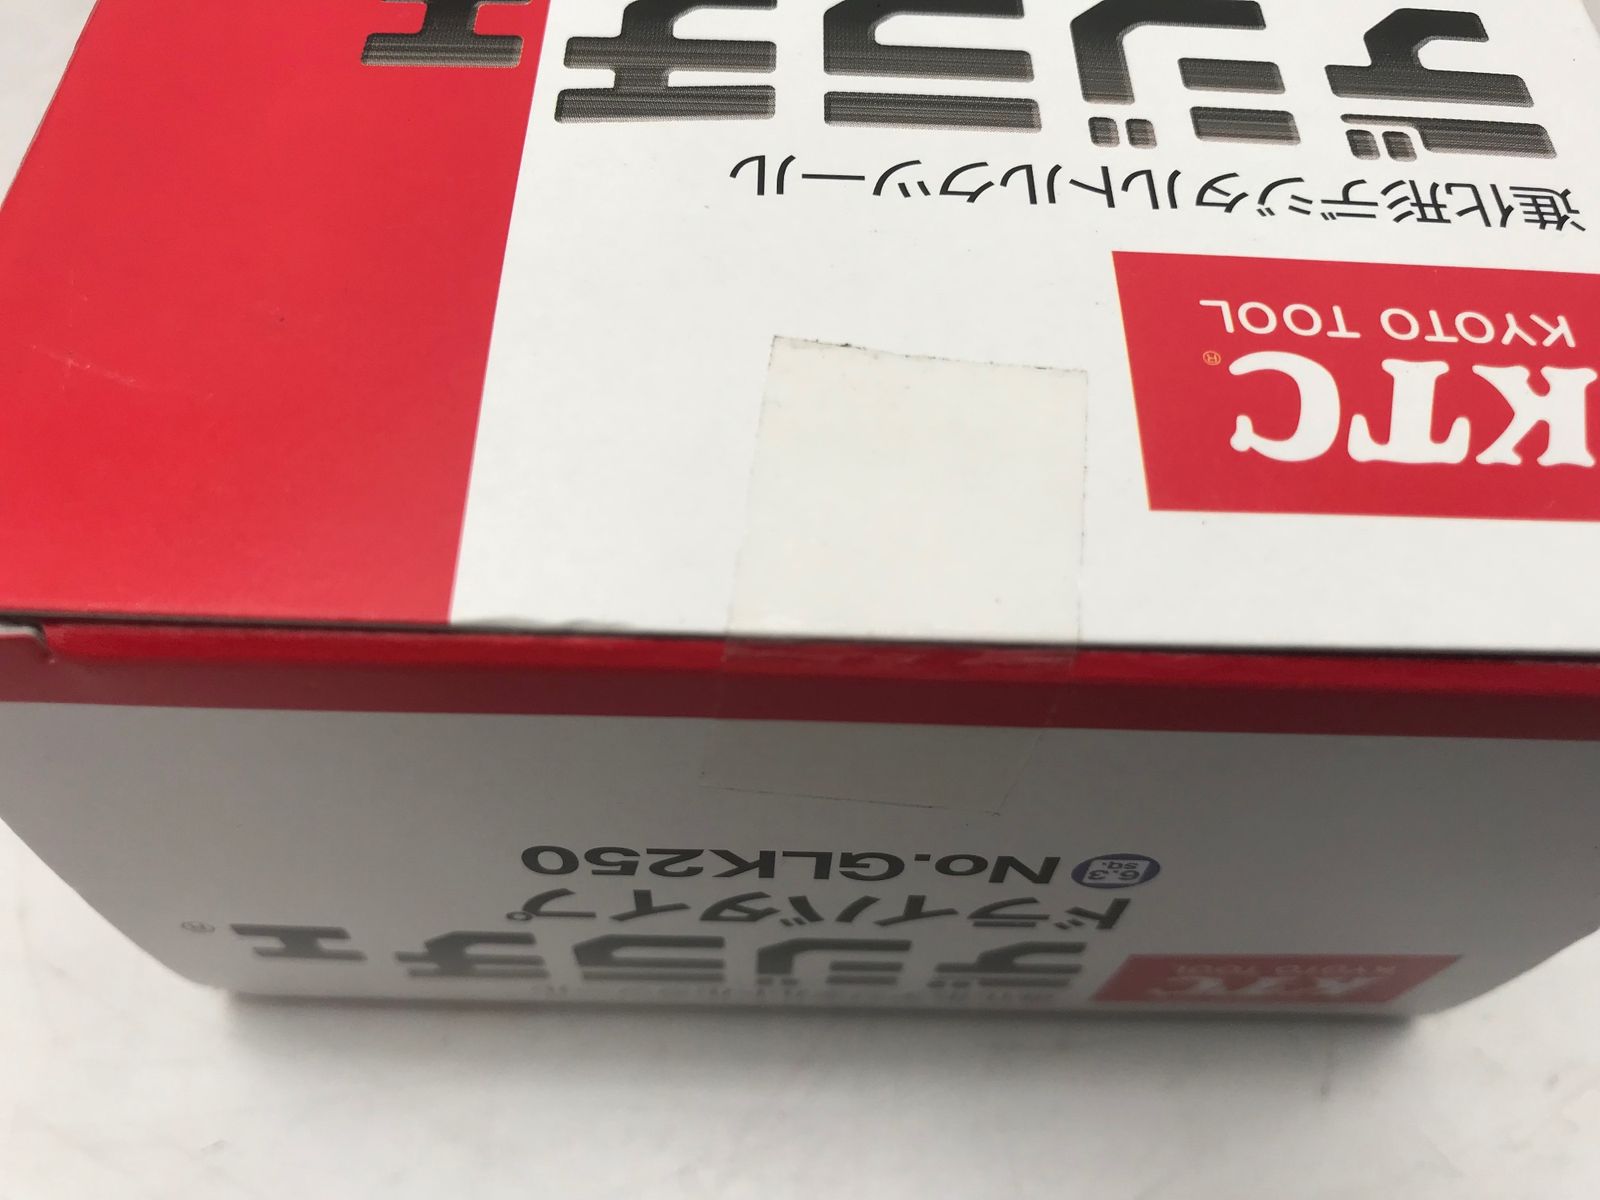 KTC®
KYOTO TOOL
進化形デジタルトルクツール
デジラチェ
KTC
KYOTO TOOL
デジラチェ®
ドライバタイプ
6.3 sq. No.GLK250